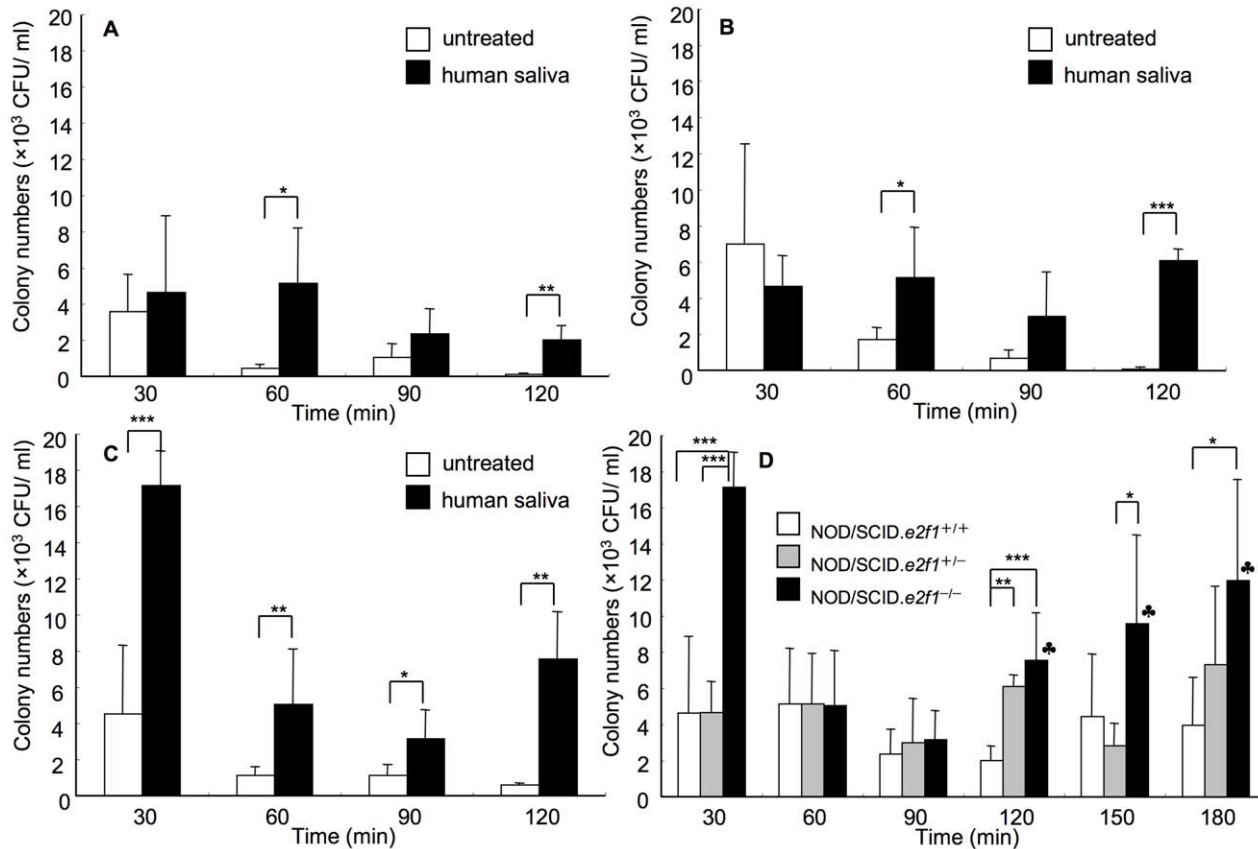 A
Colony numbers (×10³ CFU/ ml)
20
18
16
14
12
10
8
6
4
2
0
untreated
human saliva
*
**
30 60 90 120
Time (min)
B
Colony numbers (×10³ CFU/ ml)
20
18
16
14
12
10
8
6
4
2
0
untreated
human saliva
*
***
30 60 90 120
Time (min)
C
Colony numbers (×10³ CFU/ ml)
20
18
16
14
12
10
8
6
4
2
0
untreated
human saliva
***
**
*
**
30 60 90 120
Time (min)
D
Colony numbers (×10³ CFU/ ml)
20
18
16
14
12
10
8
6
4
2
0
NOD/SCID.e2f1⁺/⁺
NOD/SCID.e2f1⁺/⁻
NOD/SCID.e2f1⁻/⁻
***
***
***
**
♣
*
♣
*
♣
30 60 90 120 150 180
Time (min)